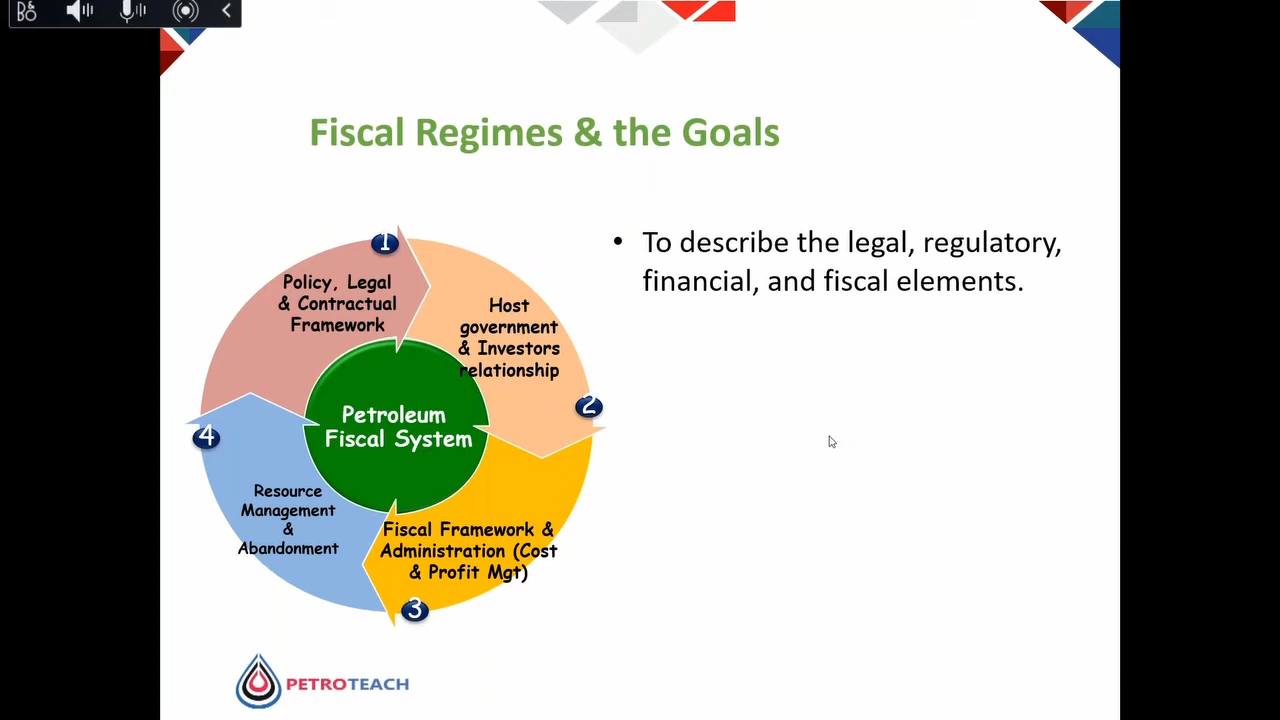 Fiscal Regimes & the Goals
1
Policy, Legal
& Contractual
Framework
Host
government
& Investors
relationship
2
Petroleum
Fiscal System
4
Resource
Management
&
Abandonment
Fiscal Framework &
Administration (Cost
& Profit Mgt)
3
• To describe the legal, regulatory,
financial, and fiscal elements.
PETROTEACH